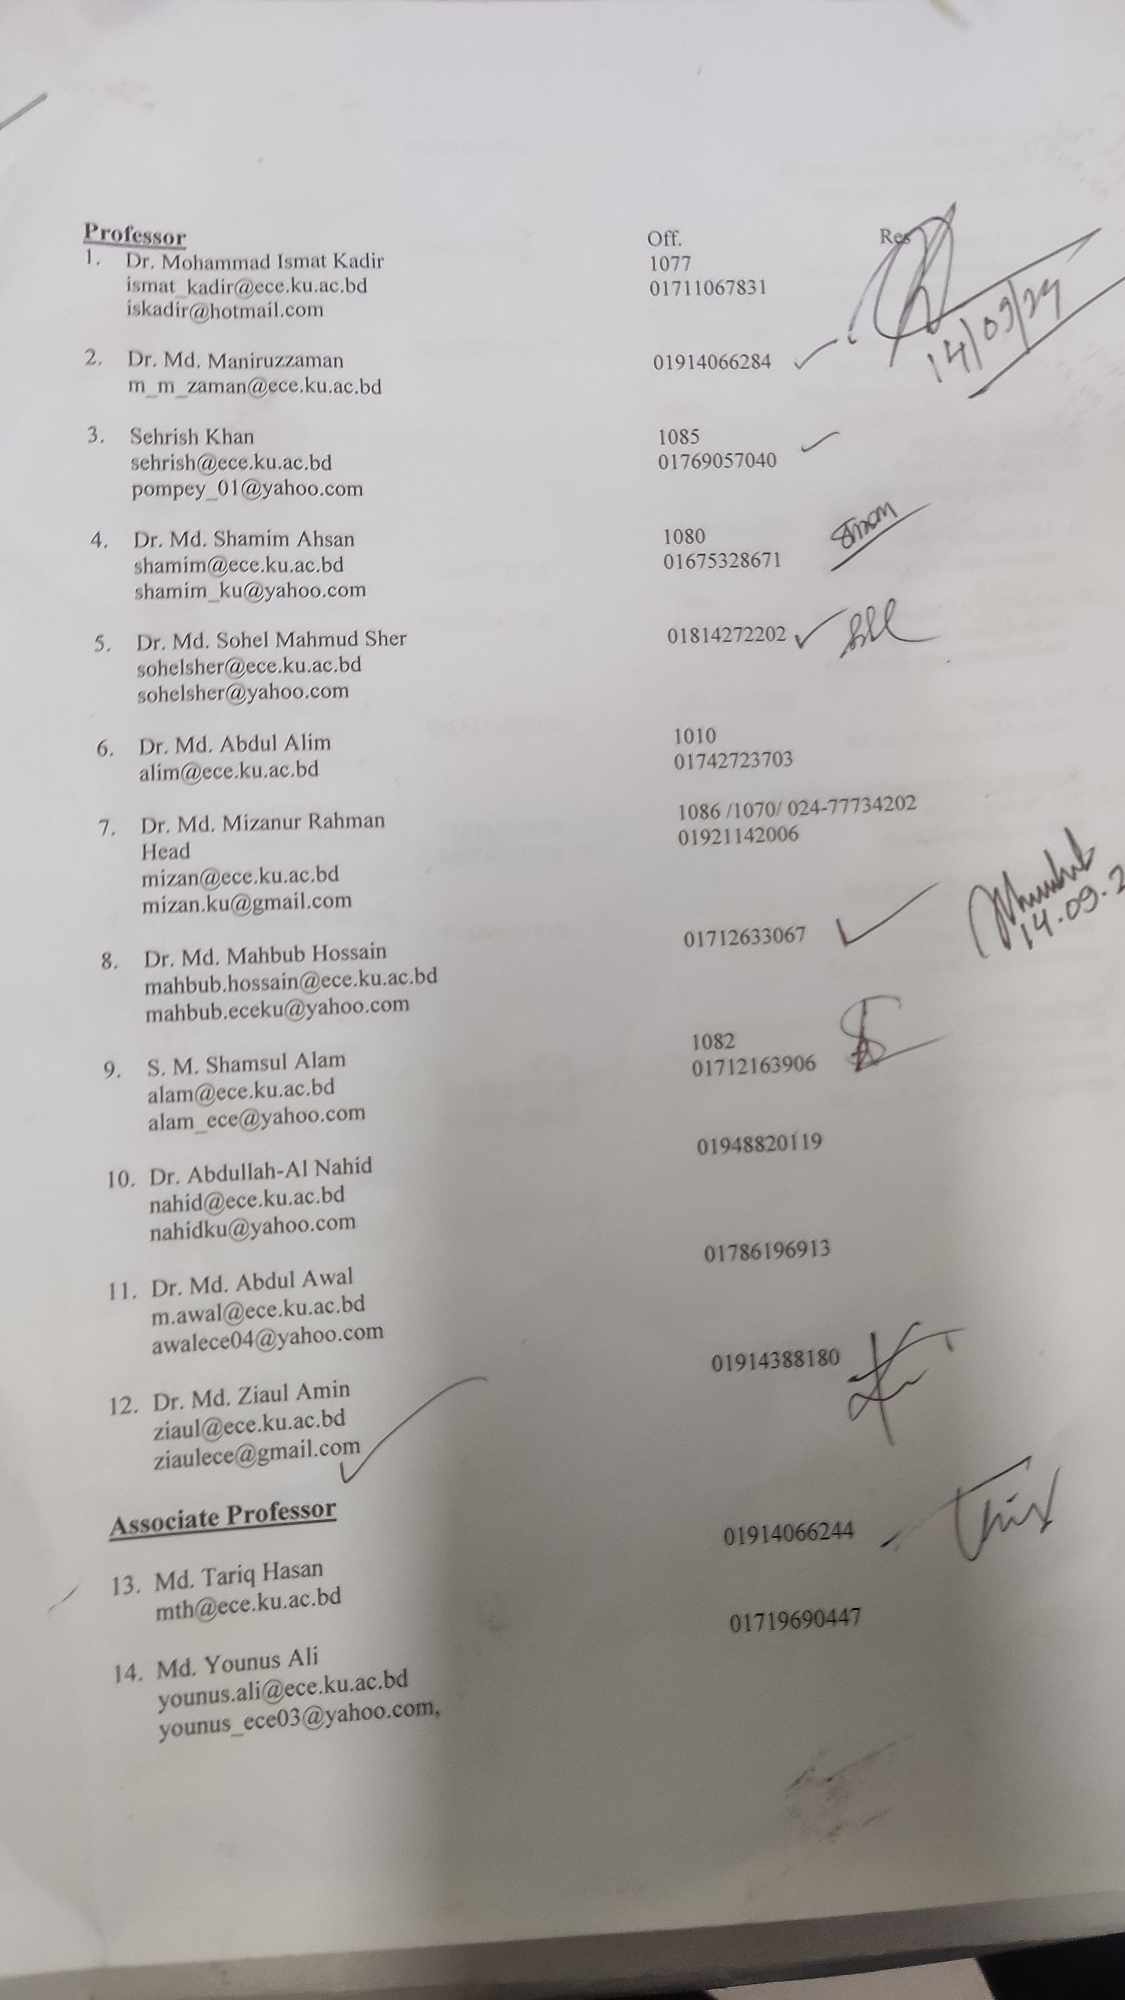 Professor
Off. Res
1. Dr. Mohammad Ismat Kadir 1077
ismat_kadir@ece.ku.ac.bd 01711067831
iskadir@hotmail.com
14/09/24
2. Dr. Md. Maniruzzaman 01914066284
m_m_zaman@ece.ku.ac.bd
3. Sehrish Khan 1085
sehrish@ece.ku.ac.bd 01769057040
pompey_01@yahoo.com
4. Dr. Md. Shamim Ahsan 1080
shamim@ece.ku.ac.bd 01675328671
shamim_ku@yahoo.com
5. Dr. Md. Sohel Mahmud Sher 01814272202
sohelsher@ece.ku.ac.bd
sohelsher@yahoo.com
6. Dr. Md. Abdul Alim 1010
alim@ece.ku.ac.bd 01742723703
7. Dr. Md. Mizanur Rahman 1086 /1070/ 024-77734202
Head 01921142006
mizan@ece.ku.ac.bd
mizan.ku@gmail.com
8. Dr. Md. Mahbub Hossain 01712633067
14.09.2
mahbub.hossain@ece.ku.ac.bd
mahbub.eceku@yahoo.com
9. S. M. Shamsul Alam 1082
alam@ece.ku.ac.bd 01712163906
alam_ece@yahoo.com
10. Dr. Abdullah-Al Nahid 01948820119
nahid@ece.ku.ac.bd
nahidku@yahoo.com
11. Dr. Md. Abdul Awal 01786196913
m.awal@ece.ku.ac.bd
awalece04@yahoo.com
12. Dr. Md. Ziaul Amin 01914388180
ziaul@ece.ku.ac.bd
ziaulece@gmail.com
Associate Professor
13. Md. Tariq Hasan 01914066244
mth@ece.ku.ac.bd
14. Md. Younus Ali 01719690447
younus.ali@ece.ku.ac.bd
younus_ece03@yahoo.com,